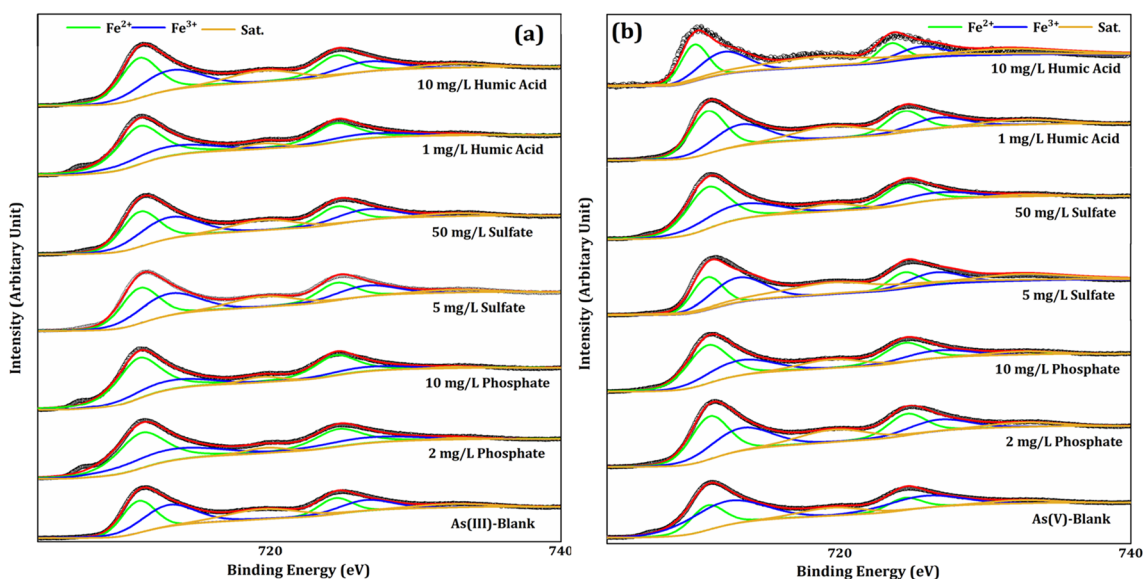 Fe2+ Fe3+ Sat.
(a)
10 mg/L Humic Acid
1 mg/L Humic Acid
50 mg/L Sulfate
5 mg/L Sulfate
10 mg/L Phosphate
2 mg/L Phosphate
As(III)-Blank
720
740
Binding Energy (eV)
Intensity (Arbitary Unit)
Fe2+ Fe3+ Sat.
(b)
10 mg/L Humic Acid
1 mg/L Humic Acid
50 mg/L Sulfate
5 mg/L Sulfate
10 mg/L Phosphate
2 mg/L Phosphate
As(V)-Blank
720
740
Binding Energy (eV)
Intensity (Arbitary Unit)